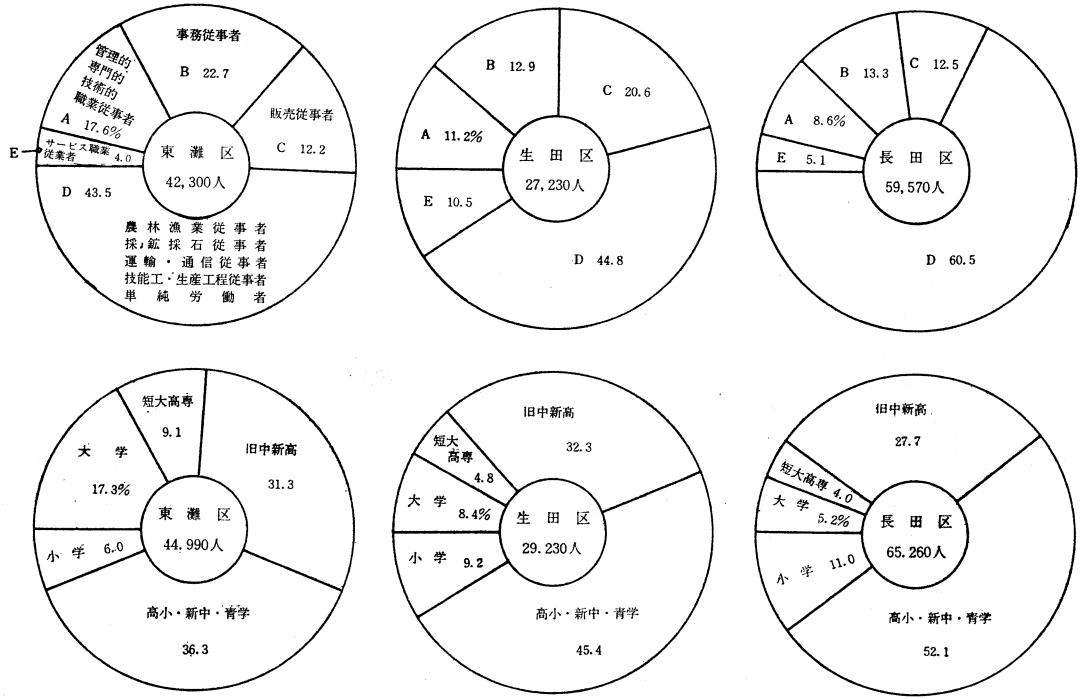 事務従事者
B 22.7
管理的
専門的
技術的
職業従事者
A 17.6%
販売従事者
C 12.2
E
サービス職業
従業者 4.0
東灘区
42,300人
D 43.5
農林漁業従事者
採鉱採石従事者
運輸・通信従事者
技能工・生産工程従事者
単純労働者
B 12.9
C 20.6
A 11.2%
生田区
27,230人
E 10.5
D 44.8
B 13.3
C 12.5
A 8.6%
E 5.1
長田区
59,570人
D 60.5
短大高専
9.1
大学
17.3%
旧中新高
31.3
東灘区
44.990人
小学 6.0
高小・新中・青学
36.3
旧中新高
32.3
短大
高専
4.8
大学
8.4%
生田区
29.230人
小学 9.2
高小・新中・青学
45.4
旧中新高
27.7
短大高専 4.0
大学
5.2%
長田区
65.260人
小学 11.0
高小・新中・青学
52.1